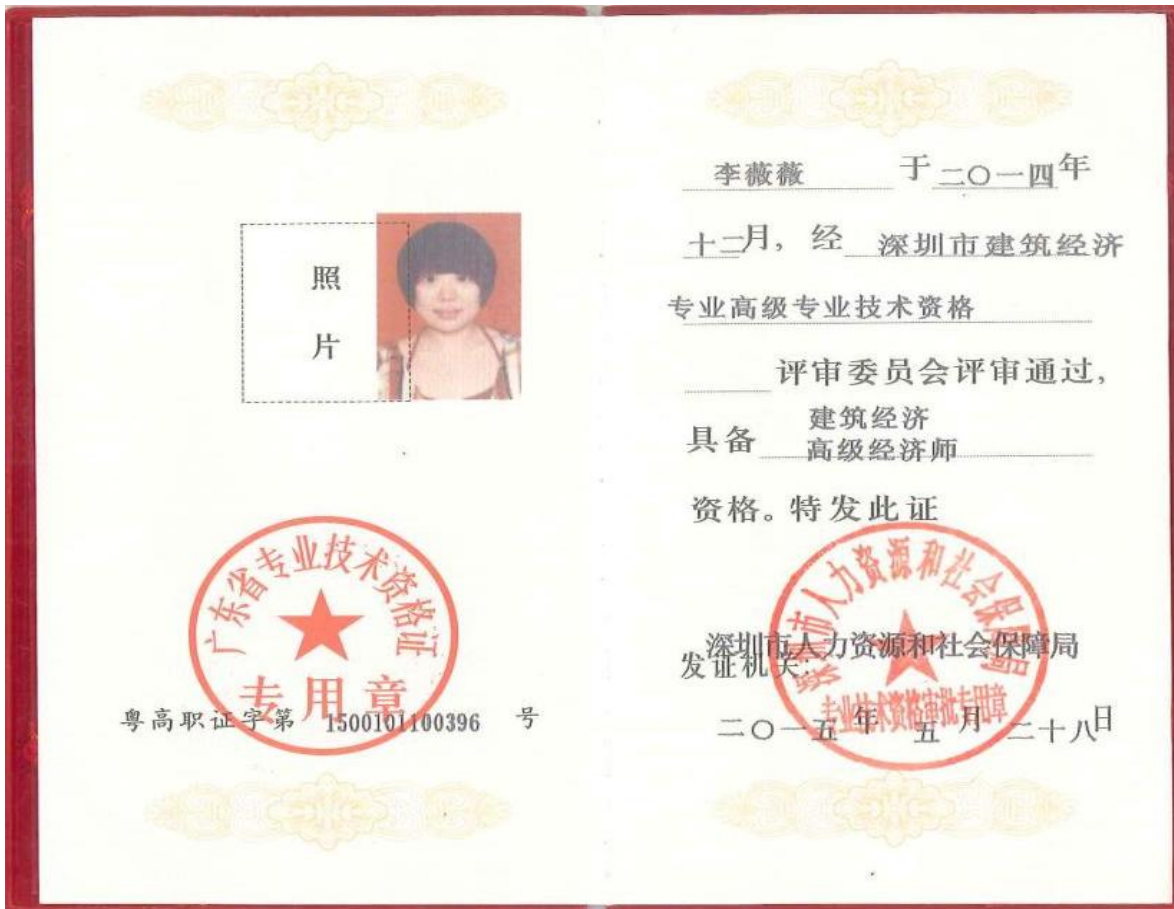 照
片
广东省专业技术资格证
专用章
粤高职证字第 1500101100396 号
李薇薇 于二〇一四年
十二月，经 深圳市建筑经济
专业高级专业技术资格
评审委员会评审通过，
具备 建筑经济
高级经济师
资格。特发此证
深圳市人力资源和社会保障局
深圳市人力资源和社会保障局
发证机关：
专业技术资格审批专用章
二〇一五年 五月 二十八日